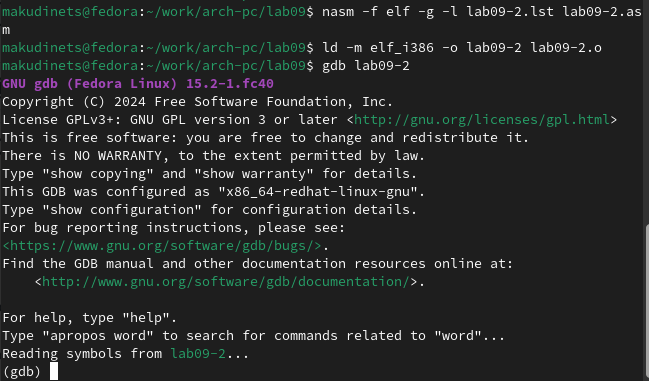 makudinets@fedora:~/work/arch-pc/lab09$ nasm -f elf -g -l lab09-2.lst lab09-2.as
m
makudinets@fedora:~/work/arch-pc/lab09$ ld -m elf_i386 -o lab09-2 lab09-2.o
makudinets@fedora:~/work/arch-pc/lab09$ gdb lab09-2
GNU gdb (Fedora Linux) 15.2-1.fc40
Copyright (C) 2024 Free Software Foundation, Inc.
License GPLv3+: GNU GPL version 3 or later <http://gnu.org/licenses/gpl.html>
This is free software: you are free to change and redistribute it.
There is NO WARRANTY, to the extent permitted by law.
Type "show copying" and "show warranty" for details.
This GDB was configured as "x86_64-redhat-linux-gnu".
Type "show configuration" for configuration details.
For bug reporting instructions, please see:
<https://www.gnu.org/software/gdb/bugs/>.
Find the GDB manual and other documentation resources online at:
    <http://www.gnu.org/software/gdb/documentation/>.

For help, type "help".
Type "apropos word" to search for commands related to "word"...
Reading symbols from lab09-2...
(gdb)